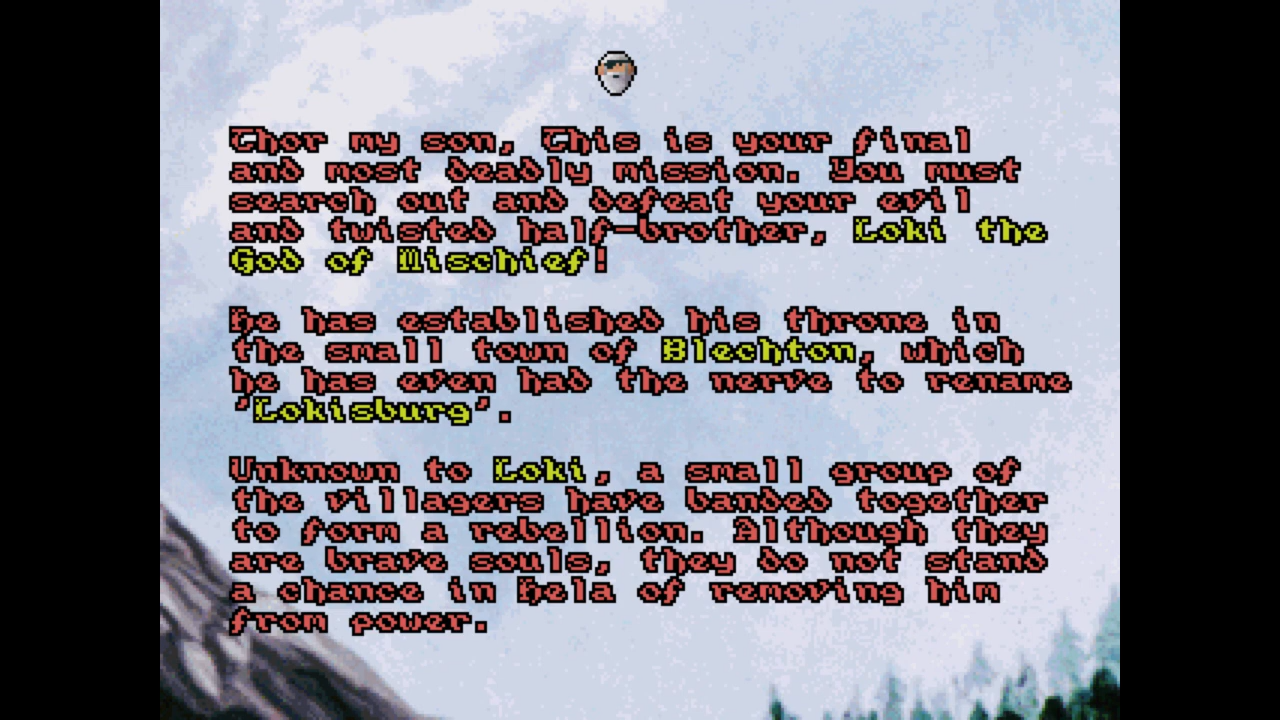 Thor my son, This is your final
and most deadly mission. You must
search out and defeat your evil
and twisted half-brother, Loki the
God of Mischief!
He has established his throne in
the small town of Blechton, which
he has even had the nerve to rename
'Lokisburg'.
Unknown to Loki, a small group of
the villagers have banded together
to form a rebellion. Although they
are brave souls, they do not stand
a chance in Hela of removing him
from power.